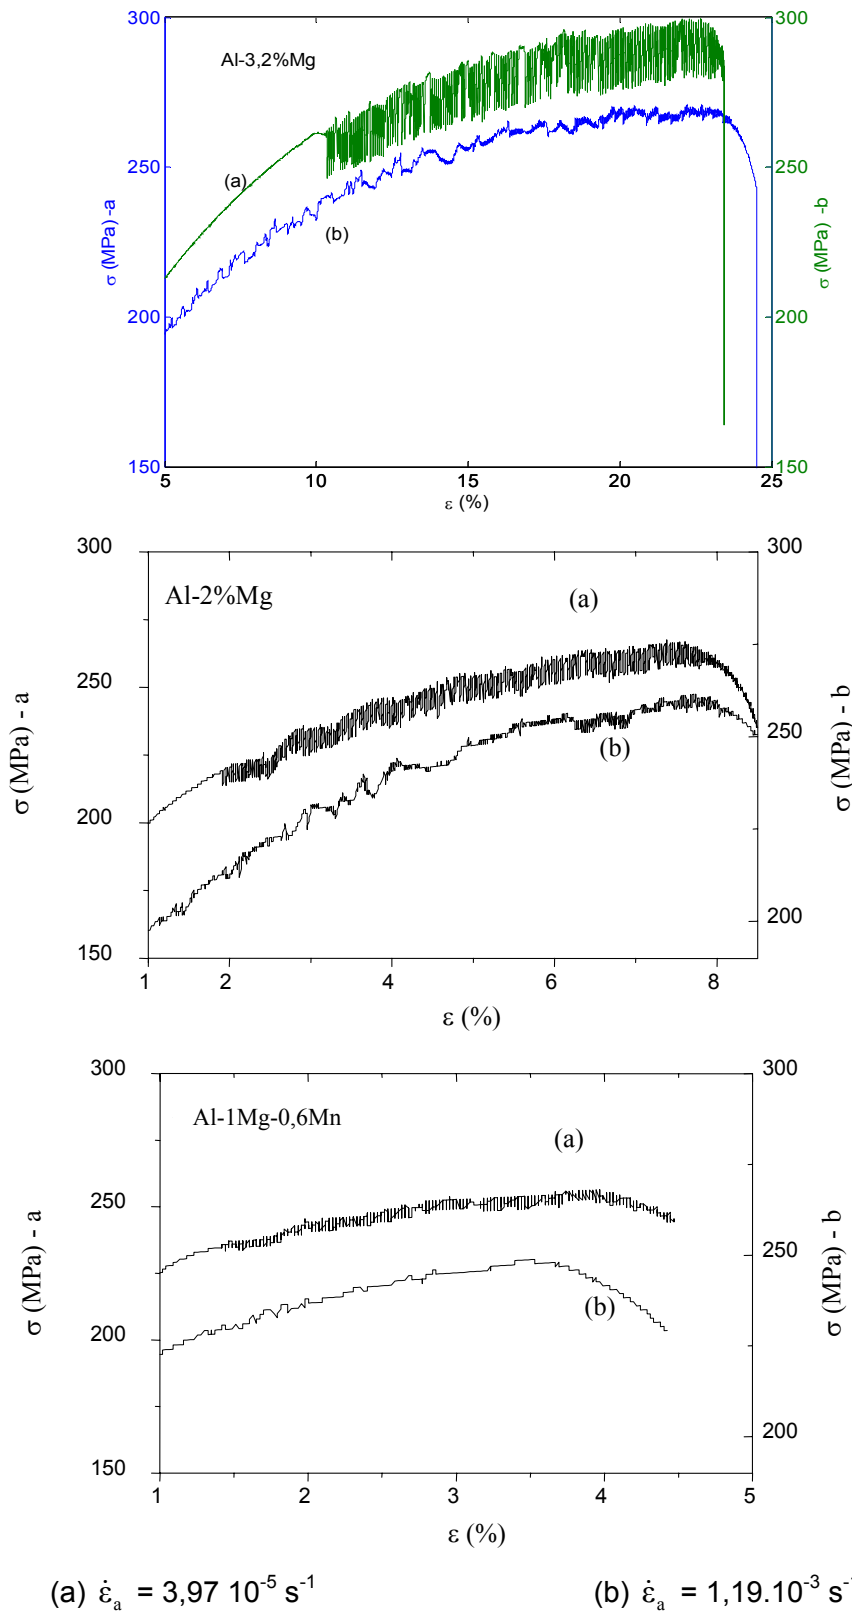 300
300
Al-3,2%Mg
250
250
(a)
(b)
σ (MPa) -a
σ (MPa) -b
200
200
150
150
5
10
15
20
25
ε (%)
300
300
Al-2%Mg
(a)
250
250
(b)
σ (MPa) - a
σ (MPa) - b
200
200
150
1
2
4
6
8
ε (%)
300
300
Al-1Mg-0,6Mn
(a)
250
250
(b)
σ (MPa) - a
σ (MPa) - b
200
200
150
1
2
3
4
5
ε (%)
(a) ε̇a = 3,97 10⁻⁵ s⁻¹
(b) ε̇a = 1,19.10⁻³ s⁻